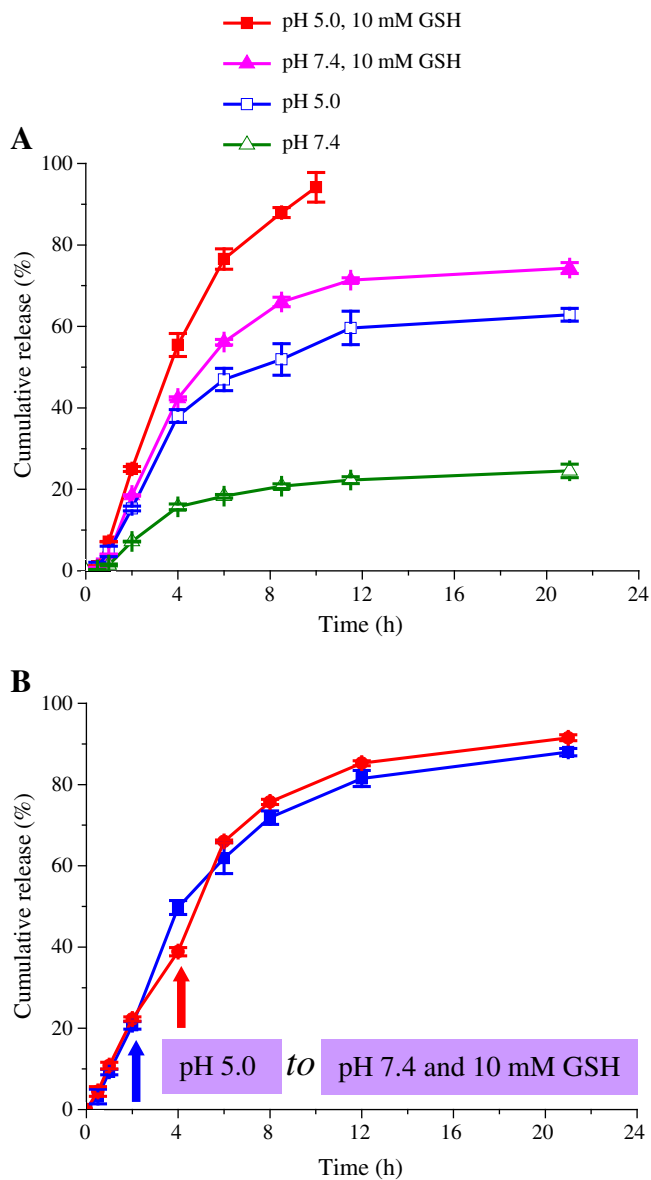 pH 5.0, 10 mM GSH
pH 7.4, 10 mM GSH
pH 5.0
pH 7.4
A
100
80
60
40
20
0
Cumulative release (%)
0 4 8 12 16 20 24
Time (h)
B
100
80
60
40
20
0
Cumulative release (%)
pH 5.0 to pH 7.4 and 10 mM GSH
0 4 8 12 16 20 24
Time (h)